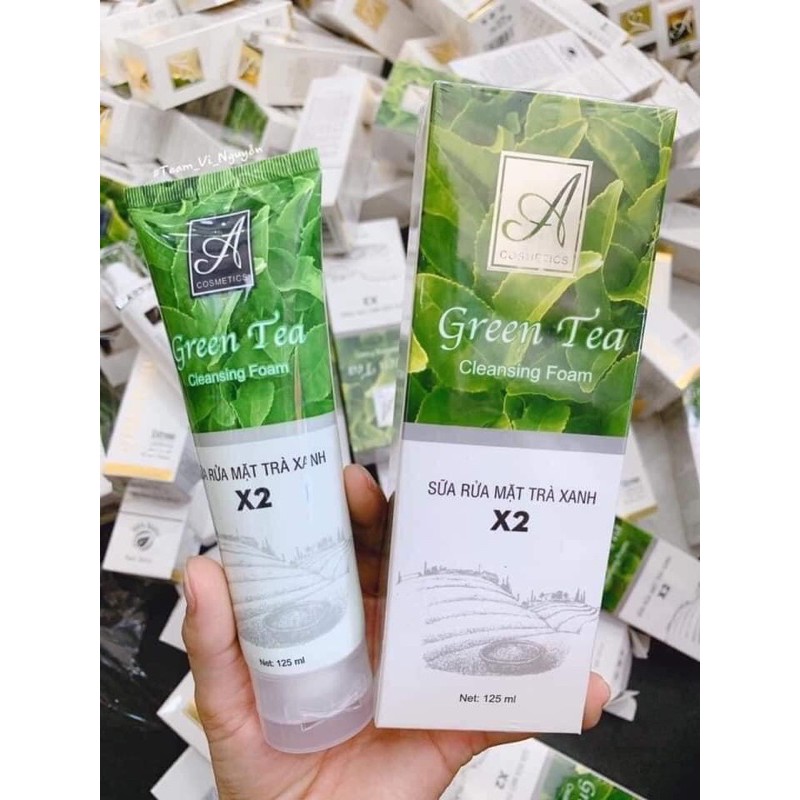 #Team_Vi_Nguyễn
A
COSMETICS
Green Tea
Cleansing Foam
RỬA MẶT TRÀ XANH
X2
Net: 125 ml
A
COSMETICS
Green Tea
Cleansing Foam
SỮA RỬA MẶT TRÀ XANH
X2
Net: 125 ml